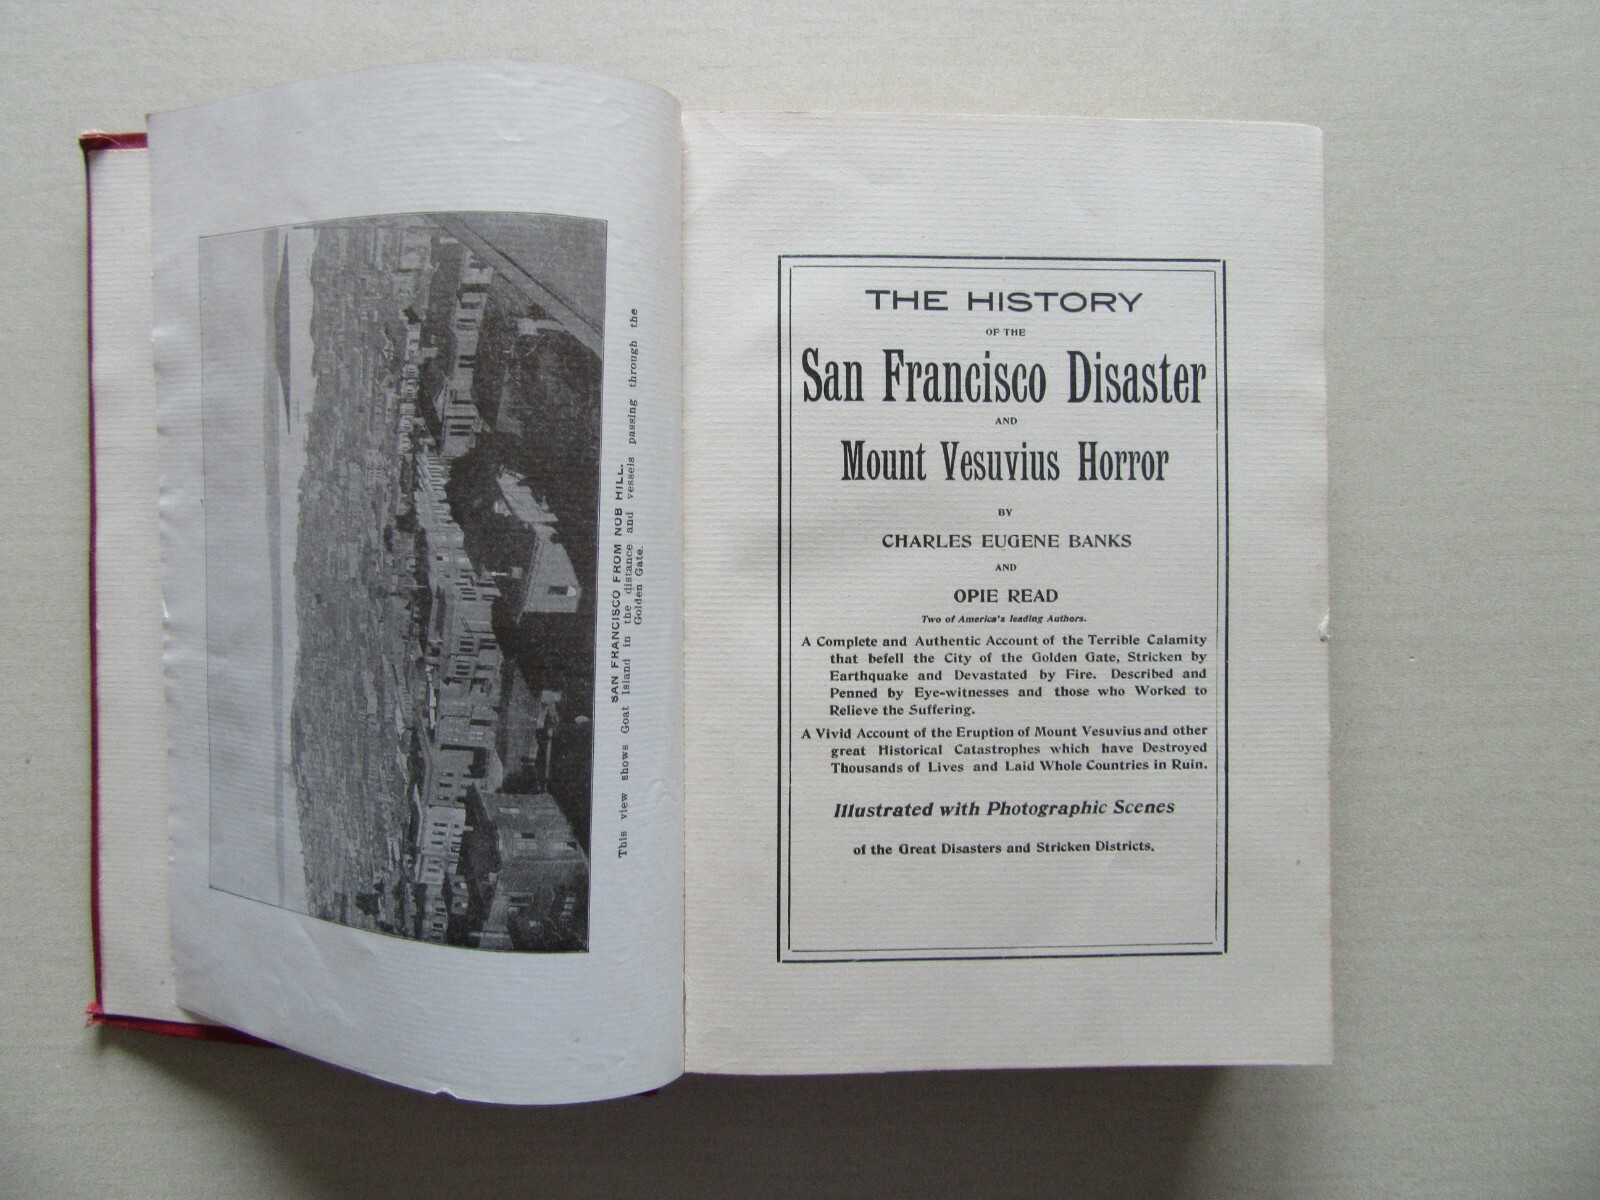 SAN FRANCISCO FROM NOB HILL.
This view shows Goat Island in the distance and vessels passing through the
Golden Gate.
THE HISTORY
OF THE
San Francisco Disaster
AND
Mount Vesuvius Horror
BY
CHARLES EUGENE BANKS
AND
OPIE READ
Two of America's leading Authors.
A Complete and Authentic Account of the Terrible Calamity
that befell the City of the Golden Gate, Stricken by
Earthquake and Devastated by Fire. Described and
Penned by Eye-witnesses and those who Worked to
Relieve the Suffering.
A Vivid Account of the Eruption of Mount Vesuvius and other
great Historical Catastrophes which have Destroyed
Thousands of Lives and Laid Whole Countries in Ruin.
Illustrated with Photographic Scenes
of the Great Disasters and Stricken Districts.